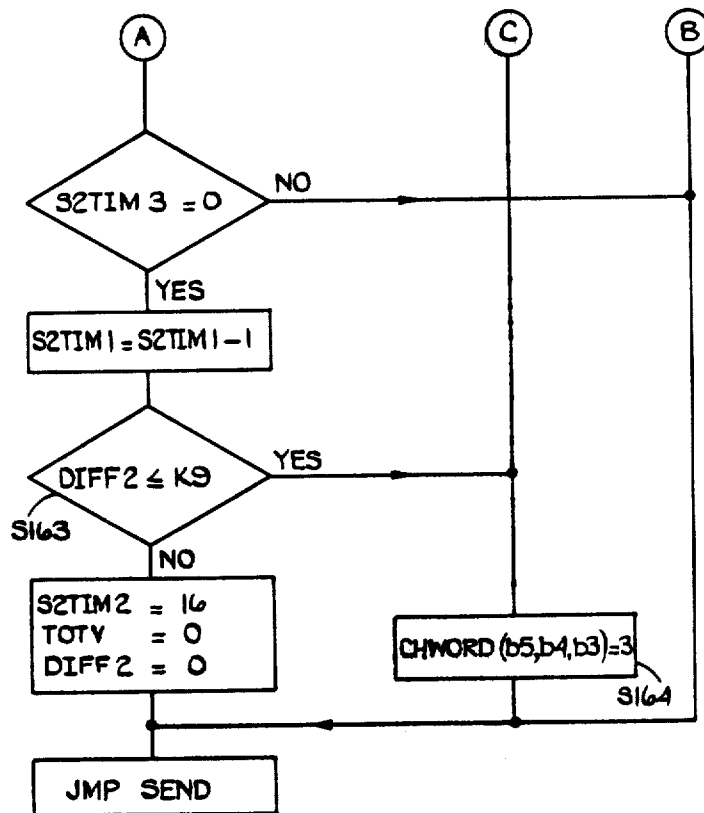 A
C
B
S2TIM 3 = 0
NO
YES
S2TIM1 = S2TIM1-1
DIFF2 ≤ K9
YES
S163
NO
S2TIM2 = 16
TOTV = 0
DIFF2 = 0
CHWORD (b5,b4,b3)=3
S164
JMP SEND